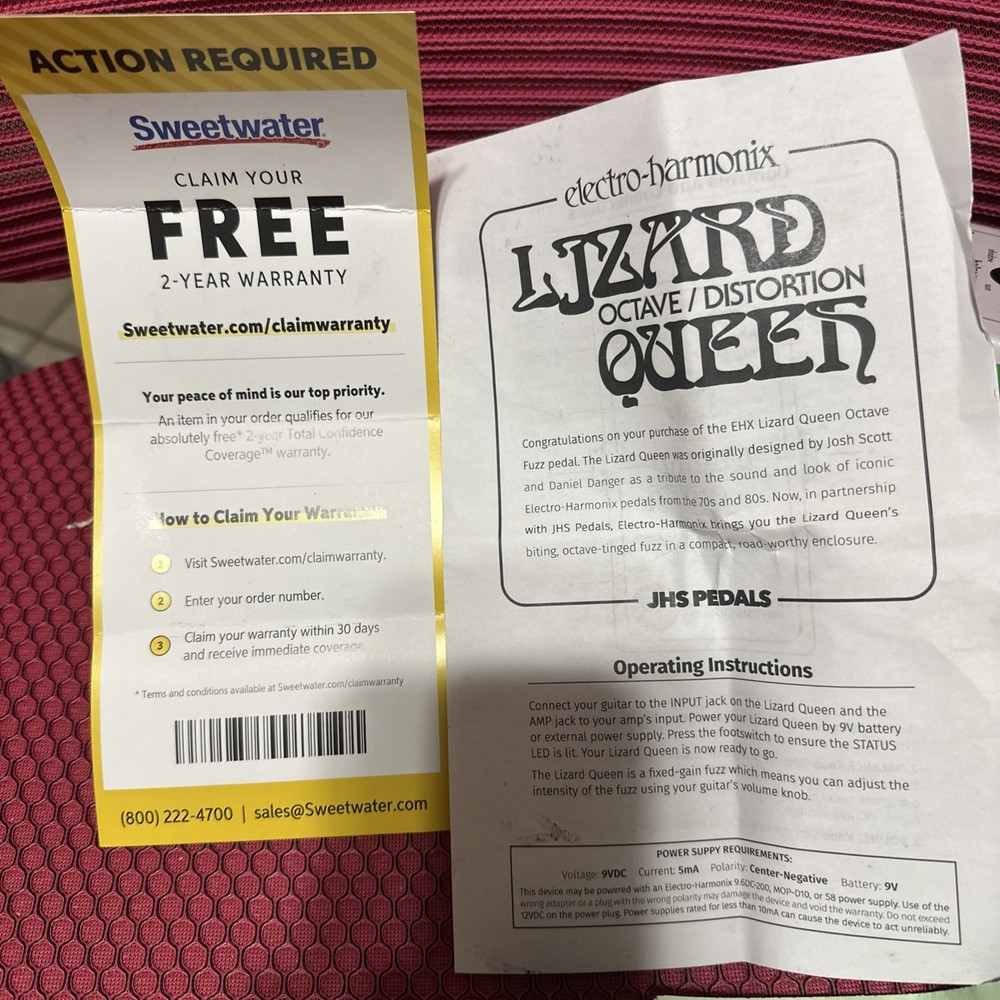 ACTION REQUIRED
Sweetwater
CLAIM YOUR
FREE
2-YEAR WARRANTY
Sweetwater.com/claimwarranty
Your peace of mind is our top priority.
An item in your order qualifies for our
absolutely free* 2-year Total Confidence
Coverage™ warranty.
How to Claim Your Warranty
1 Visit Sweetwater.com/claimwarranty.
2 Enter your order number.
3 Claim your warranty within 30 days
and receive immediate coverage
* Terms and conditions available at Sweetwater.com/claimwarranty
(800) 222-4700 | sales@Sweetwater.com
electro-harmonix
LIZARD
OCTAVE / DISTORTION
QUEEN
Congratulations on your purchase of the EHX Lizard Queen Octave
Fuzz pedal. The Lizard Queen was originally designed by Josh Scott
and Daniel Danger as a tribute to the sound and look of iconic
Electro-Harmonix pedals from the 70s and 80s. Now, in partnership
with JHS Pedals, Electro-Harmonix brings you the Lizard Queen's
biting, octave-tinged fuzz in a compact, road-worthy enclosure.
JHS PEDALS
Operating Instructions
Connect your guitar to the INPUT jack on the Lizard Queen and the
AMP jack to your amp's input. Power your Lizard Queen by 9V battery
or external power supply. Press the footswitch to ensure the STATUS
LED is lit. Your Lizard Queen is now ready to go.
The Lizard Queen is a fixed-gain fuzz which means you can adjust the
intensity of the fuzz using your guitar's volume knob.
POWER SUPPY REQUIREMENTS:
Voltage: 9VDC Current: 5mA Polarity: Center-Negative Battery: 9V
This device may be powered with an Electro-Harmonix 9.6DC-200, MOP-D10, or S8 power supply. Use of the
wrong adapter or a plug with the wrong polarity may damage the device and void the warranty. Do not exceed
12VDC on the power plug. Power supplies rated for less than 10mA can cause the device to act unreliably.